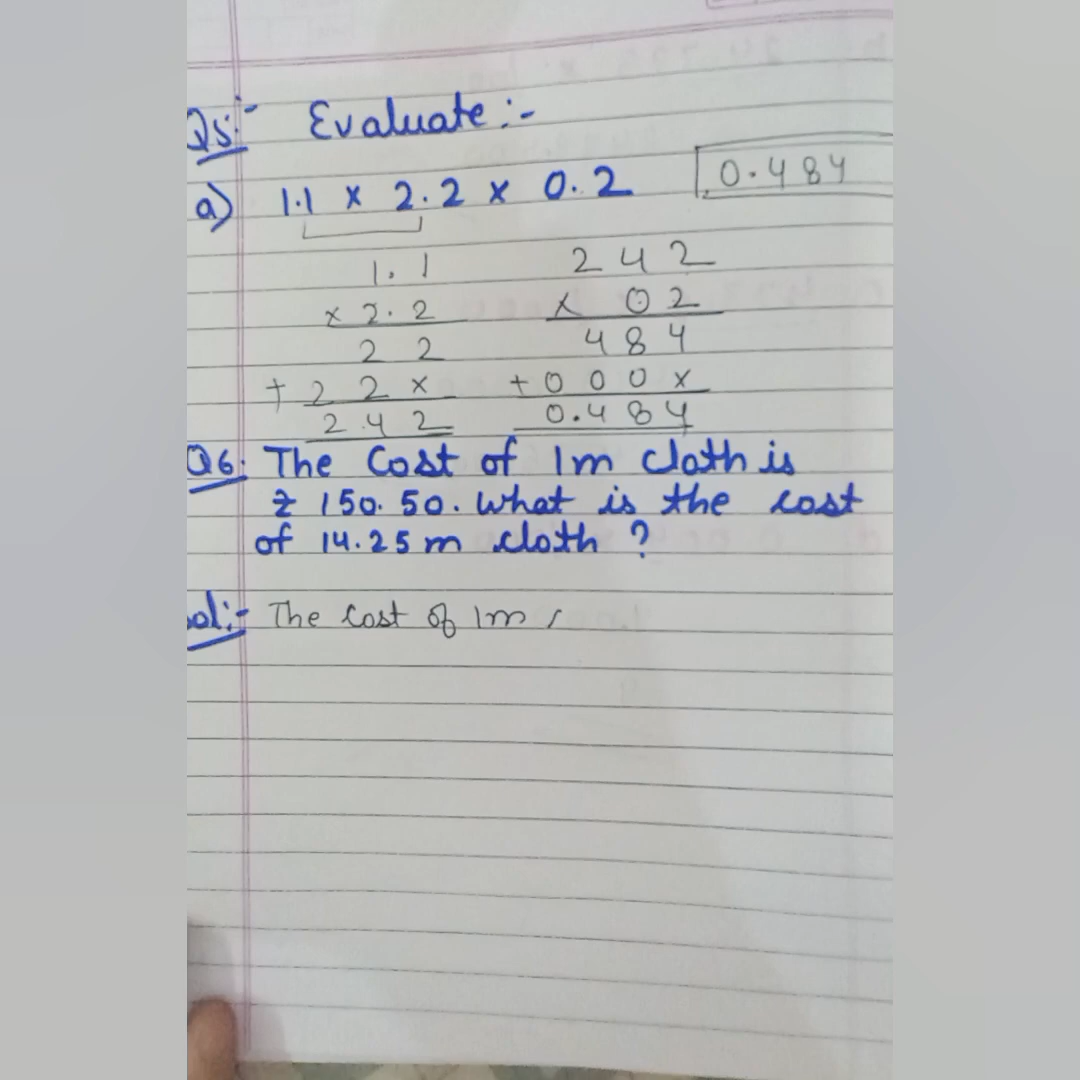 Q5:- Evaluate :-
a) 1.1 x 2.2 x 0.2 0.484
1.1 242
x 2.2 x 02
22 484
+ 22x + 000x
242 0.484
Q6: The Cost of 1m cloth is
₹ 150.50. What is the cost
of 14.25m cloth ?
ol:- The cost of 1m